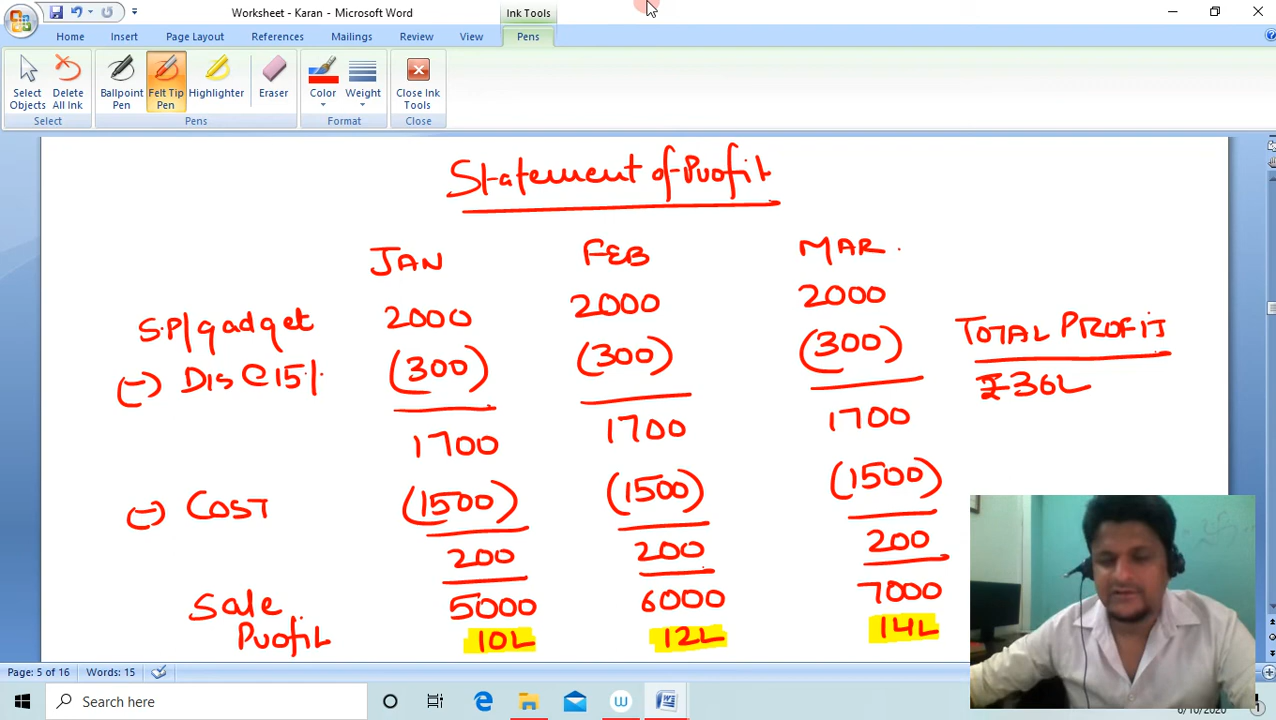 Worksheet - Karan - Microsoft Word
Ink Tools
Home Insert Page Layout References Mailings Review View Pens
Select Objects
Delete All Ink
Ballpoint Pen
Felt Tip Pen
Highlighter
Eraser
Color
Weight
Close Ink Tools
Select Pens Format Close
Statement of Profit
JAN FEB MAR
S.P/gadget 2000 2000 2000
(-) Dis @ 15% (300) (300) (300)
1700 1700 1700
(-) COST (1500) (1500) (1500)
200 200 200
Sale 5000 6000 7000
Profit 10L 12L 14L
TOTAL PROFIT
₹36L
Page: 5 of 16 Words: 15
Search here
6/10/2020